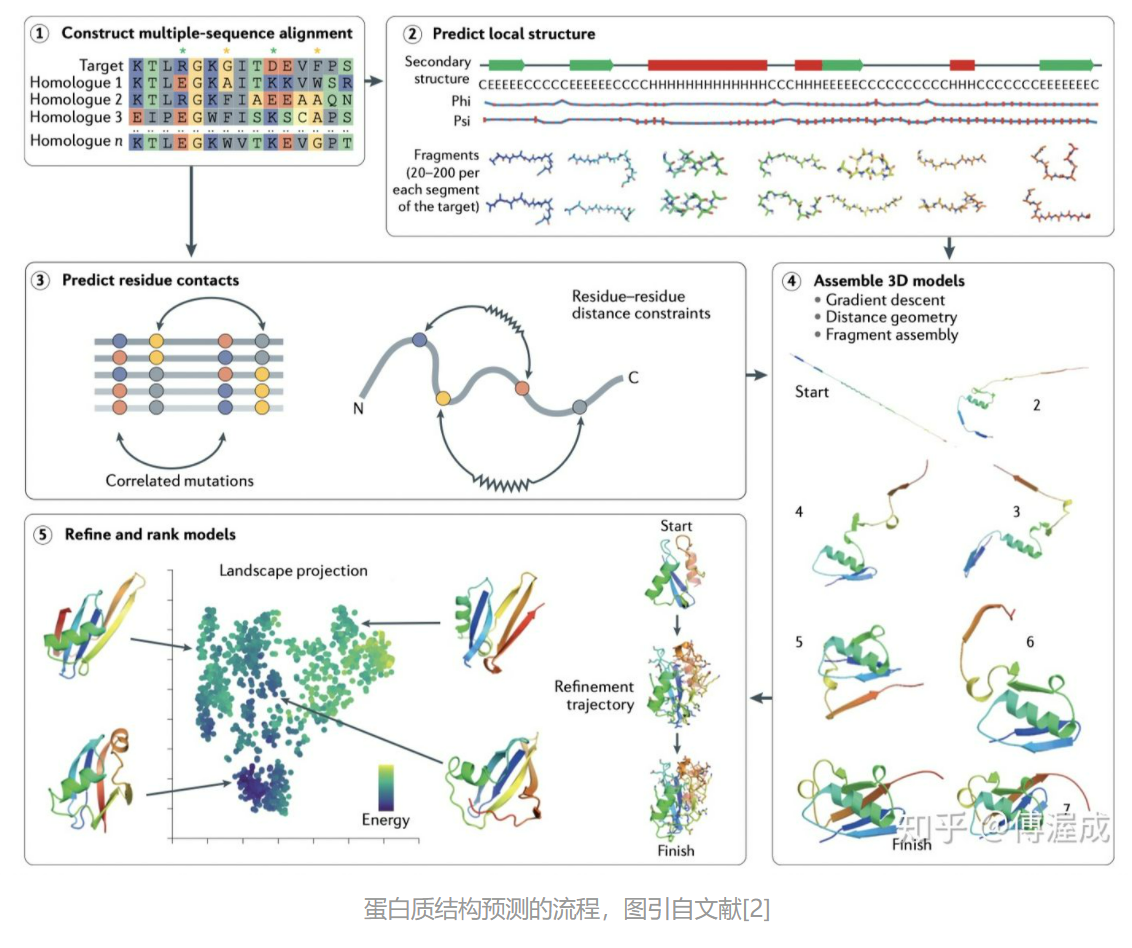 ① Construct multiple-sequence alignment
Target K T L R G K G I T D E V F P S
Homologue 1 K T L E G K A I T K K V W S R
Homologue 2 K T L R G K F I A E E A A Q N
Homologue 3 E I P E G W F I S K S C A P S
Homologue n K T L E G K W V T K E V G P T
② Predict local structure
Secondary
structure
Phi
Psi
Fragments
(20–200 per
each segment
of the target)
③ Predict residue contacts
Correlated mutations
Residue–residue
distance constraints
N
C
④ Assemble 3D models
• Gradient descent
• Distance geometry
• Fragment assembly
Start
2
4
3
5
6
7
Finish
⑤ Refine and rank models
Landscape projection
Energy
Start
Refinement
trajectory
Finish
知乎 @傅渥成
蛋白质结构预测的流程，图引自文献[2]